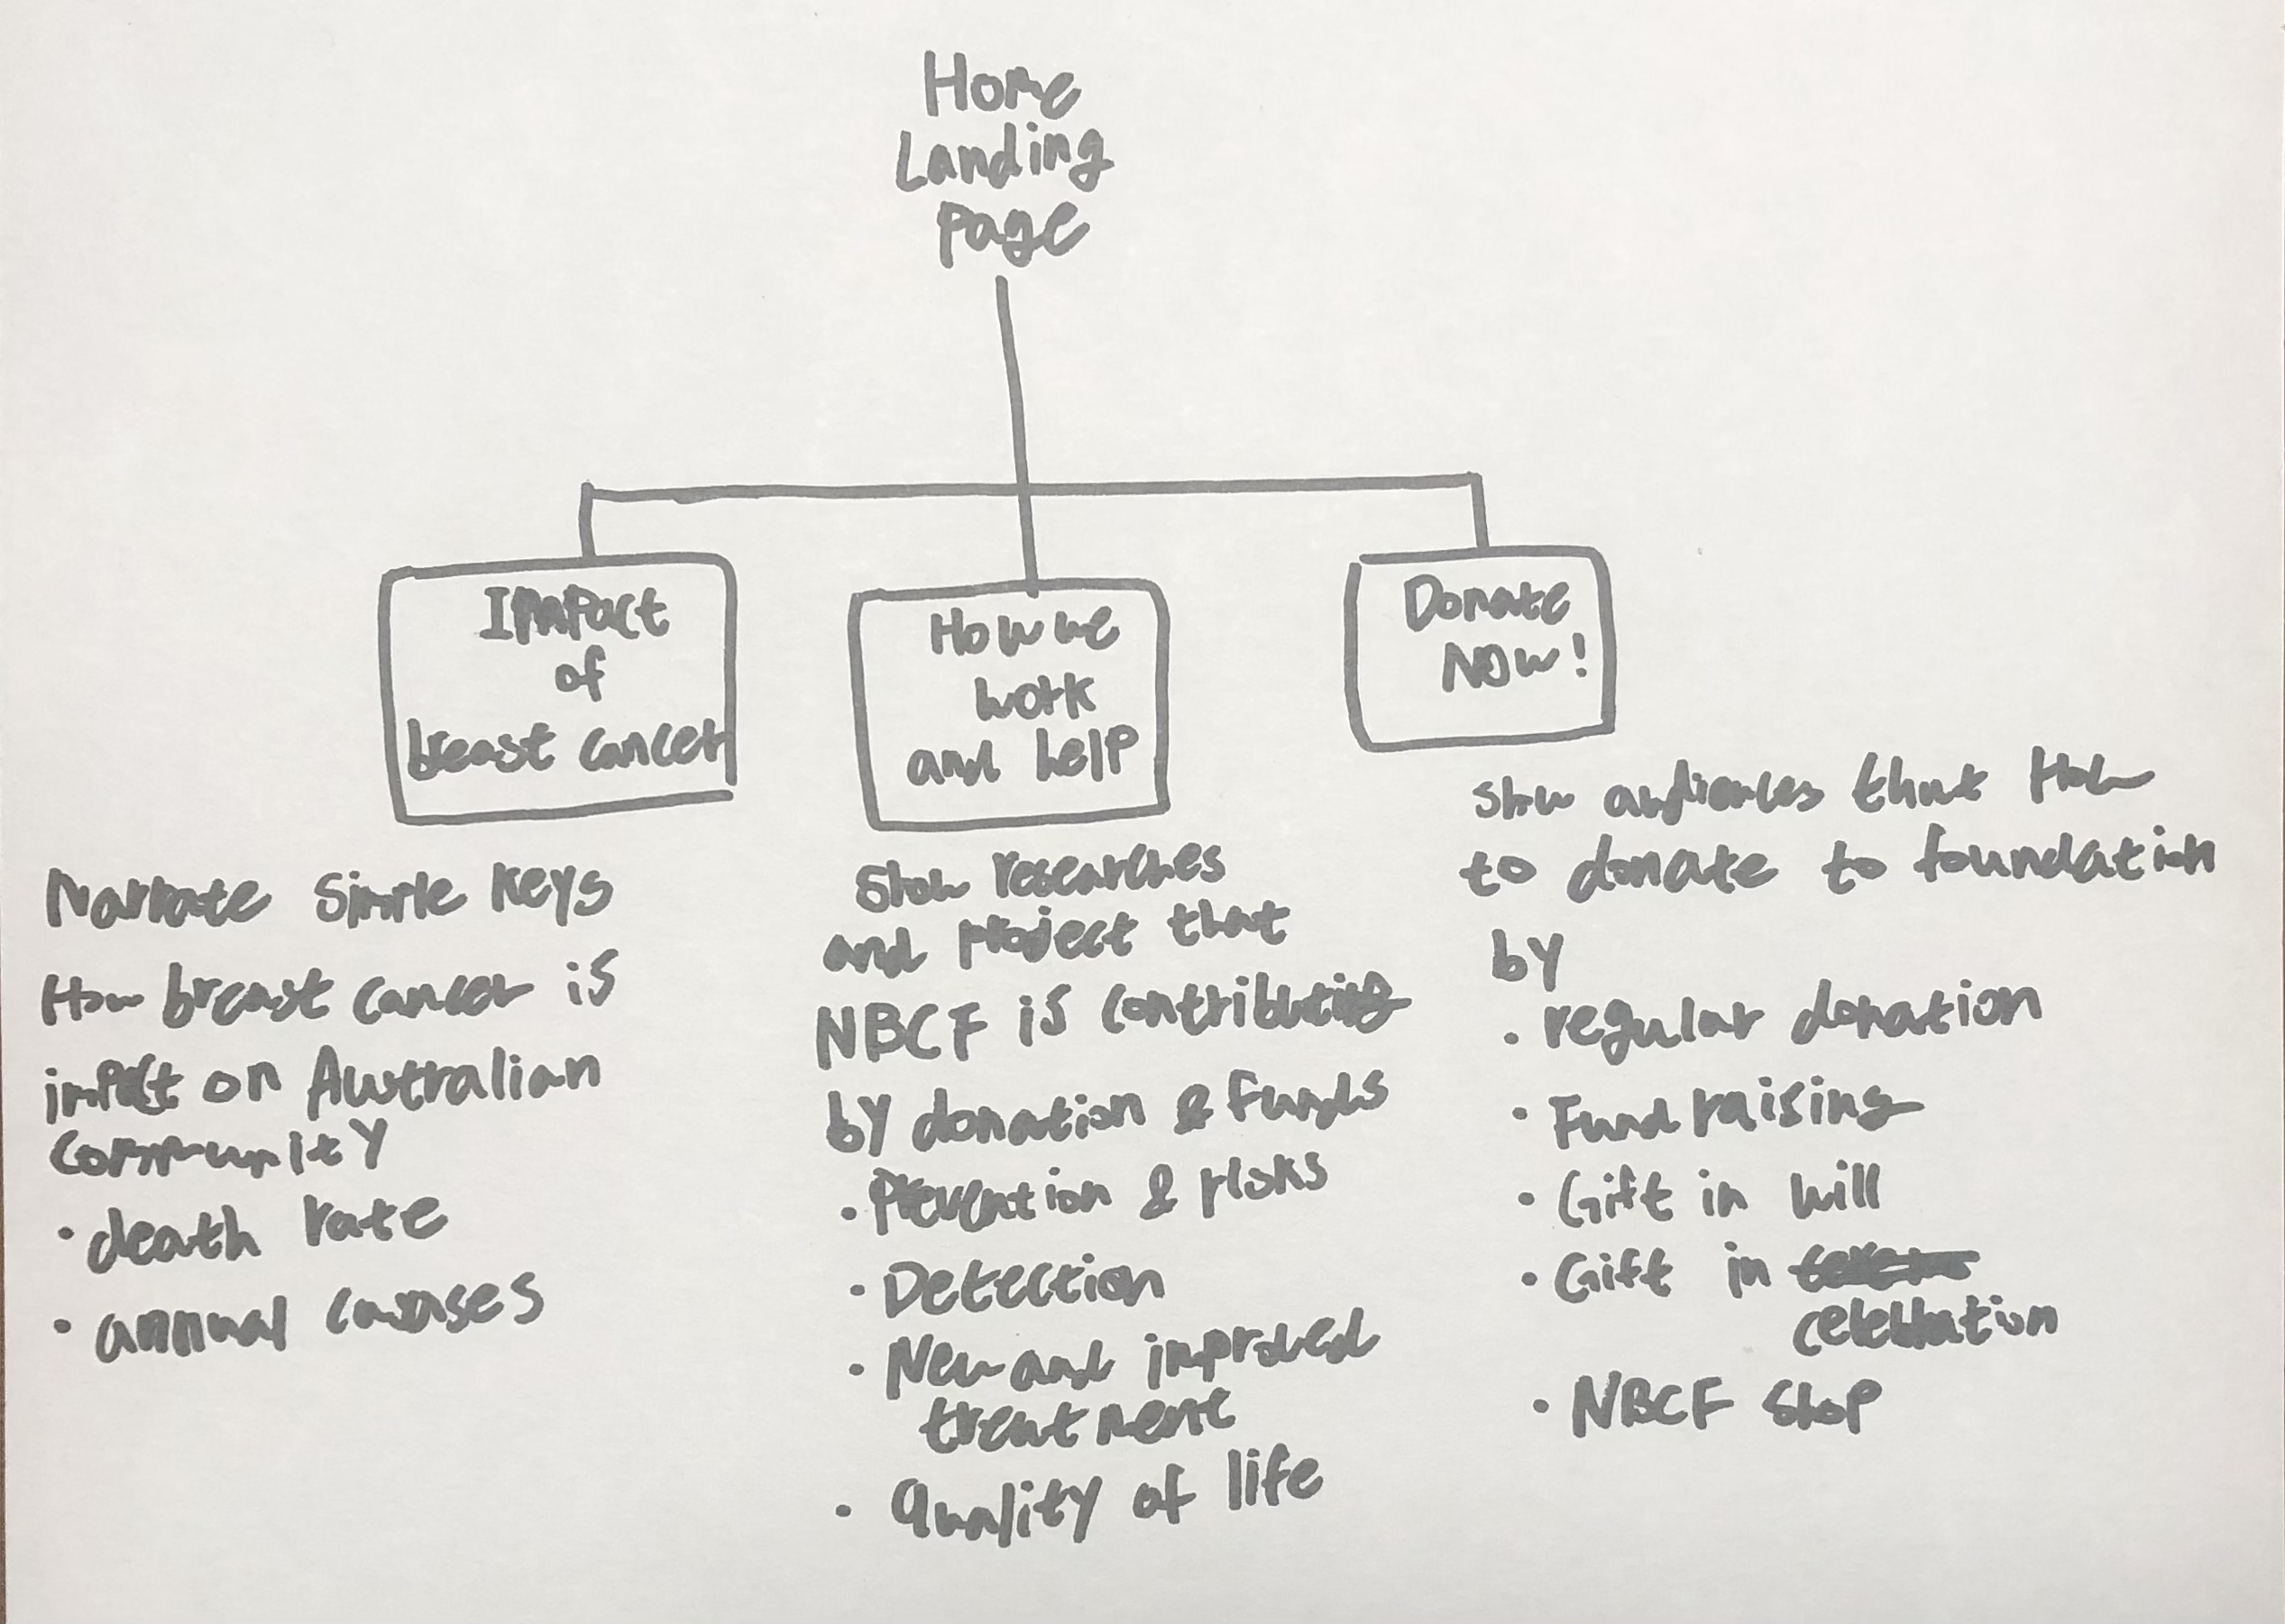 Home
Landing
Page
Impact
of
breast cancer
How we
work
and help
Donate
NOW!
Narrate simple keys
How breast cancer is
impact on Australian
community
· death rate
· annual causes
Show researches
and project that
NBCF is contributing
by donation & funds
· Prevention & risks
· Detection
· New and improved
treatment
· Quality of life
Show audiences that How
to donate to foundation
by
· regular donation
· Fund raising
· Gift in will
· Gift in
celebration
· NBCF Shop